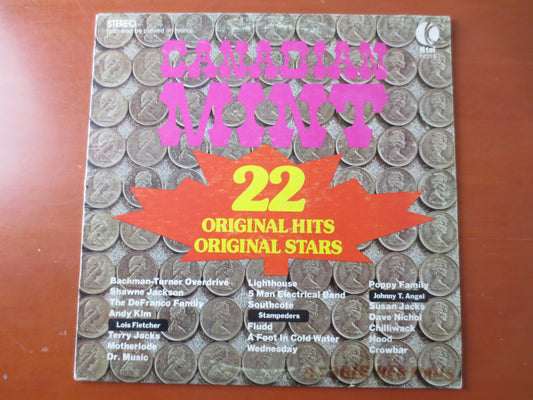 STEREO
(can also be played on mono)
K-tel
CANADIAN
MINT
22
ORIGINAL HITS
ORIGINAL STARS
Bachman-Turner Overdrive
Shawne Jackson
The DeFranco Family
Andy Kim
Lois Fletcher
Terry Jacks
Motherlode
Dr. Music
Lighthouse
5 Man Electrical Band
Southcote
Stampeders
Fludd
A Foot In Cold Water
Wednesday
Poppy Family
Johnny T. Angel
Susan Jacks
Dave Nichol
Chilliwack
Hood
Crowbar